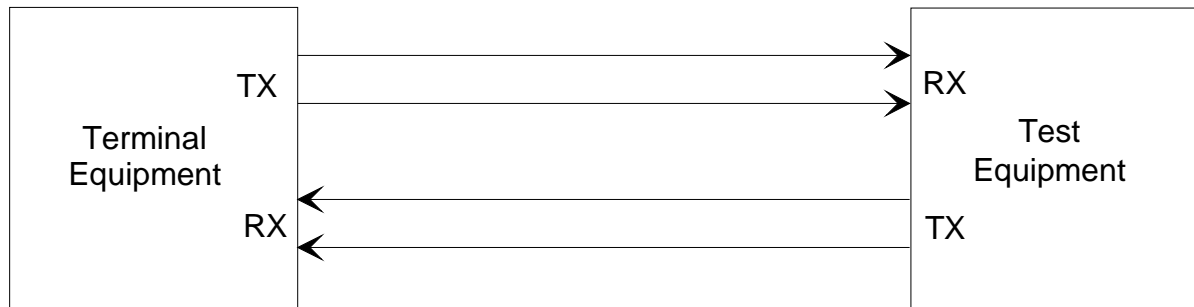 TX
Terminal
Equipment
RX
RX
Test
Equipment
TX